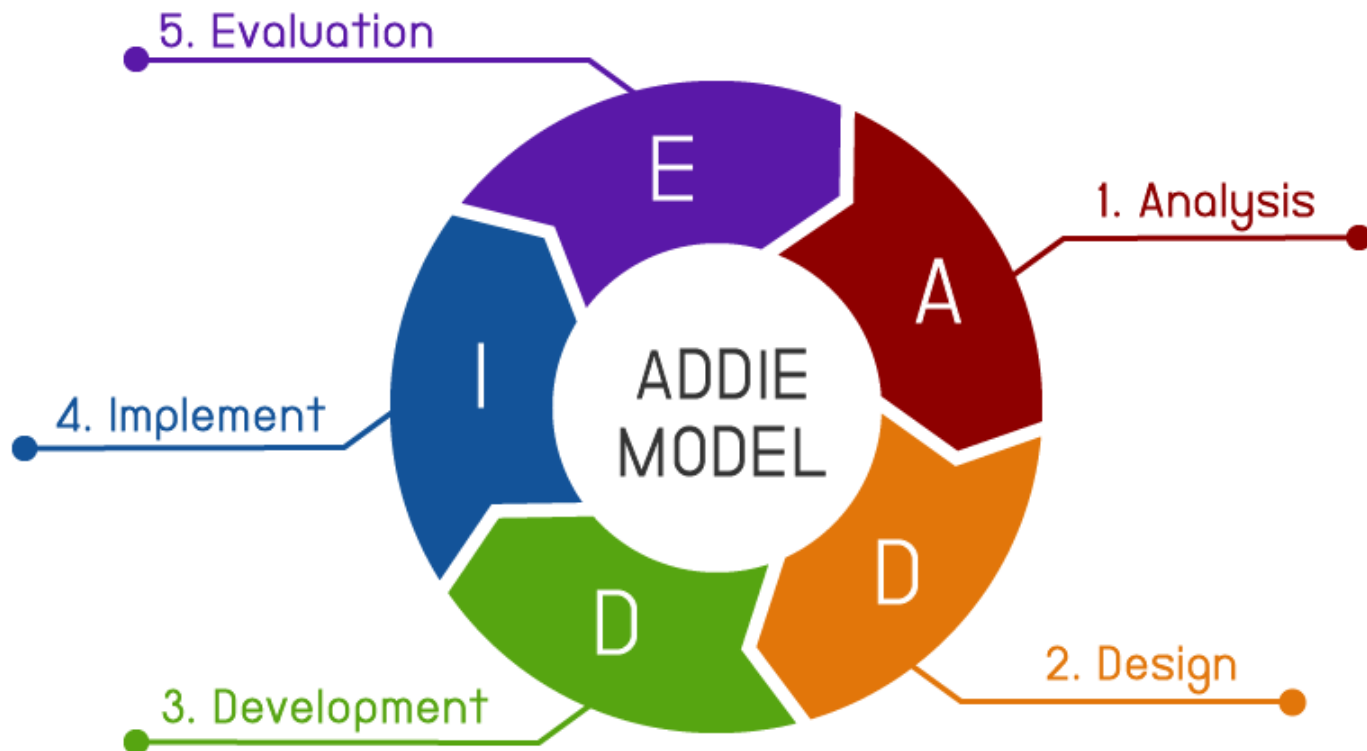 5. Evaluation
E
1. Analysis
A
I
ADDIE
MODEL
4. Implement
D
D
2. Design
3. Development